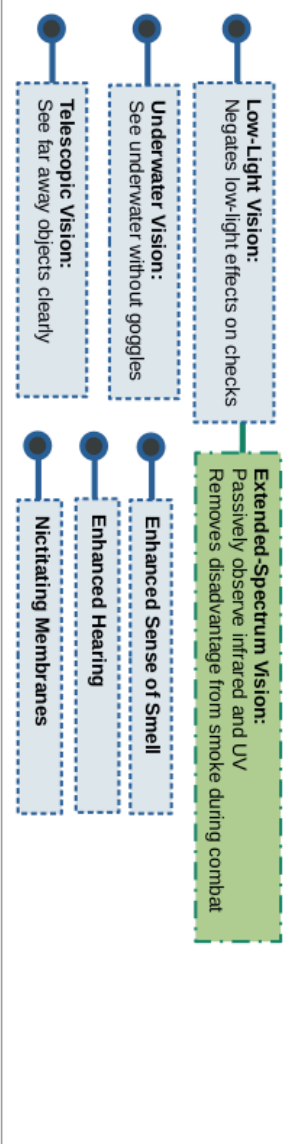 Low-Light Vision:
Negates low-light effects on checks
Extended-Spectrum Vision:
Passively observe infrared and UV
Removes disadvantage from smoke during combat
Underwater Vision:
See underwater without goggles
Enhanced Sense of Smell
Enhanced Hearing
Telescopic Vision:
See far away objects clearly
Nictitating Membranes